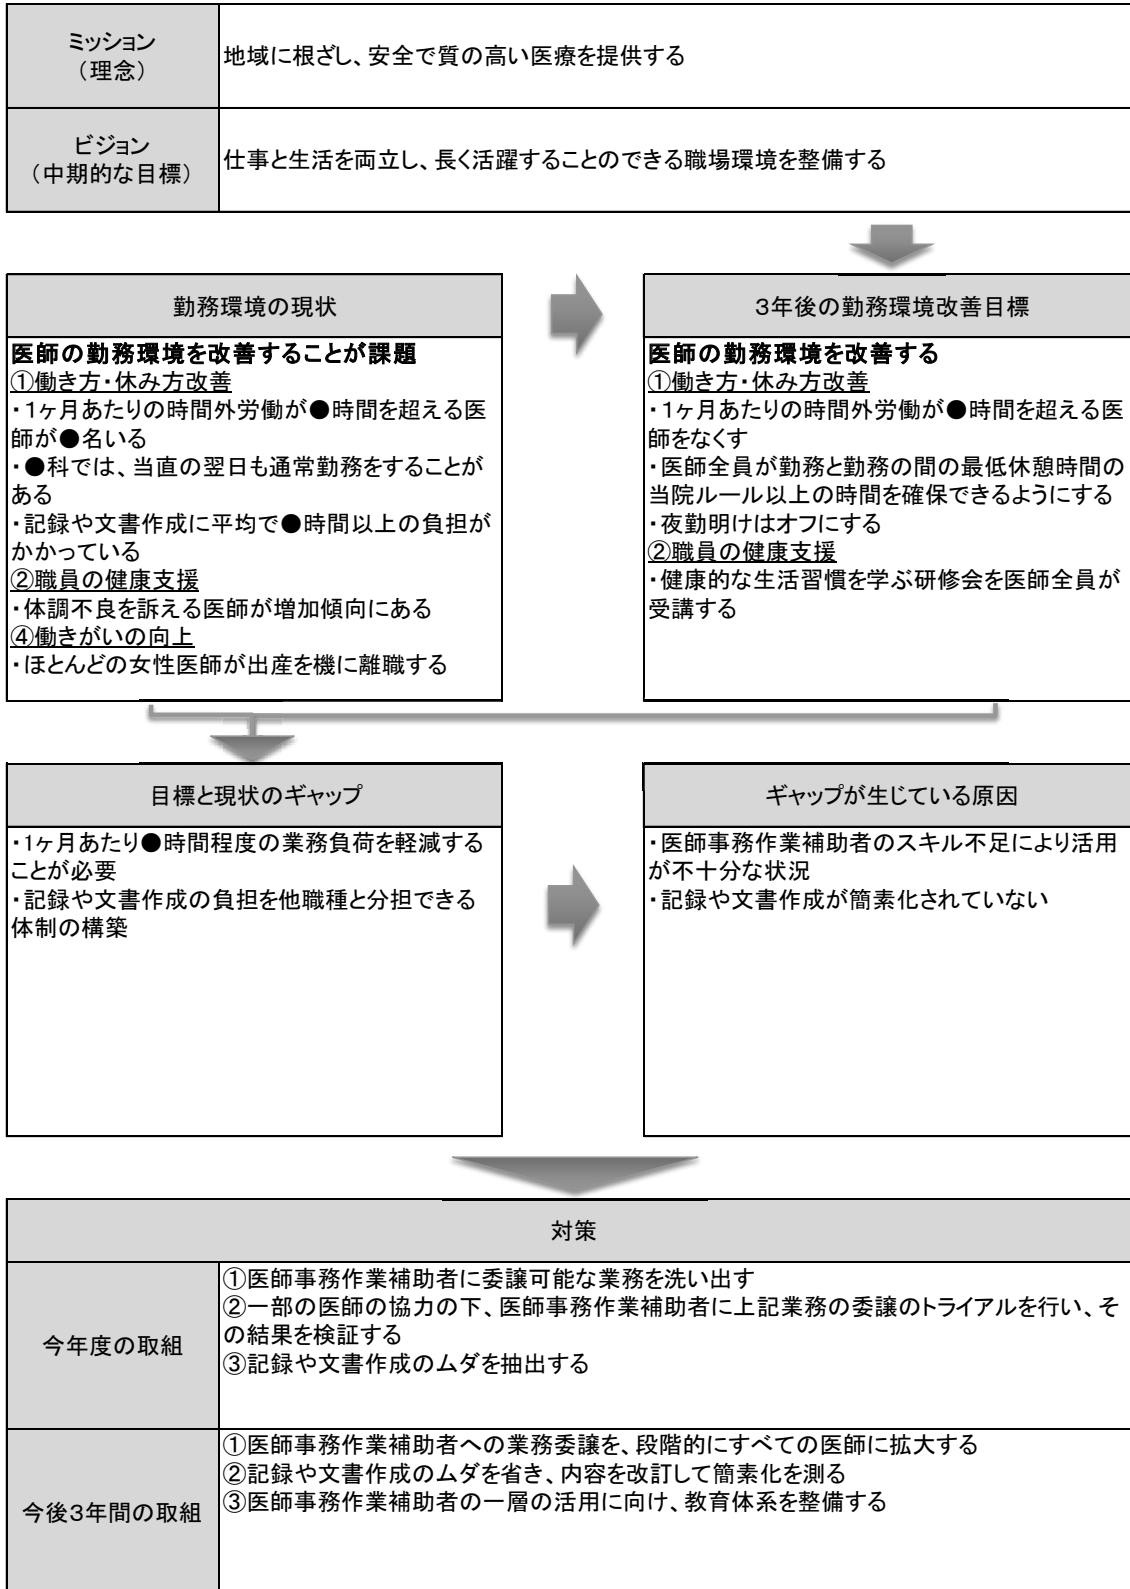 ミッション
（理念）
地域に根ざし、安全で質の高い医療を提供する
ビジョン
（中期的な目標）
仕事と生活を両立し、長く活躍することのできる職場環境を整備する
勤務環境の現状
医師の勤務環境を改善することが課題
①働き方・休み方改善
・1ヶ月あたりの時間外労働が●時間を超える医
師が●名いる
・●科では、当直の翌日も通常勤務をすることが
ある
・記録や文書作成に平均で●時間以上の負担が
かかっている
②職員の健康支援
・体調不良を訴える医師が増加傾向にある
④働きがいの向上
・ほとんどの女性医師が出産を機に離職する
3年後の勤務環境改善目標
医師の勤務環境を改善する
①働き方・休み方改善
・1ヶ月あたりの時間外労働が●時間を超える医
師をなくす
・医師全員が勤務と勤務の間の最低休憩時間の
当院ルール以上の時間を確保できるようにする
・夜勤明けはオフにする
②職員の健康支援
・健康的な生活習慣を学ぶ研修会を医師全員が
受講する
目標と現状のギャップ
・1ヶ月あたり●時間程度の業務負荷を軽減する
ことが必要
・記録や文書作成の負担を他職種と分担できる
体制の構築
ギャップが生じている原因
・医師事務作業補助者のスキル不足により活用
が不十分な状況
・記録や文書作成が簡素化されていない
対策
今年度の取組
①医師事務作業補助者に委譲可能な業務を洗い出す
②一部の医師の協力の下、医師事務作業補助者に上記業務の委譲のトライアルを行い、そ
の結果を検証する
③記録や文書作成のムダを抽出する
今後3年間の取組
①医師事務作業補助者への業務委譲を、段階的にすべての医師に拡大する
②記録や文書作成のムダを省き、内容を改訂して簡素化を測る
③医師事務作業補助者の一層の活用に向け、教育体系を整備する